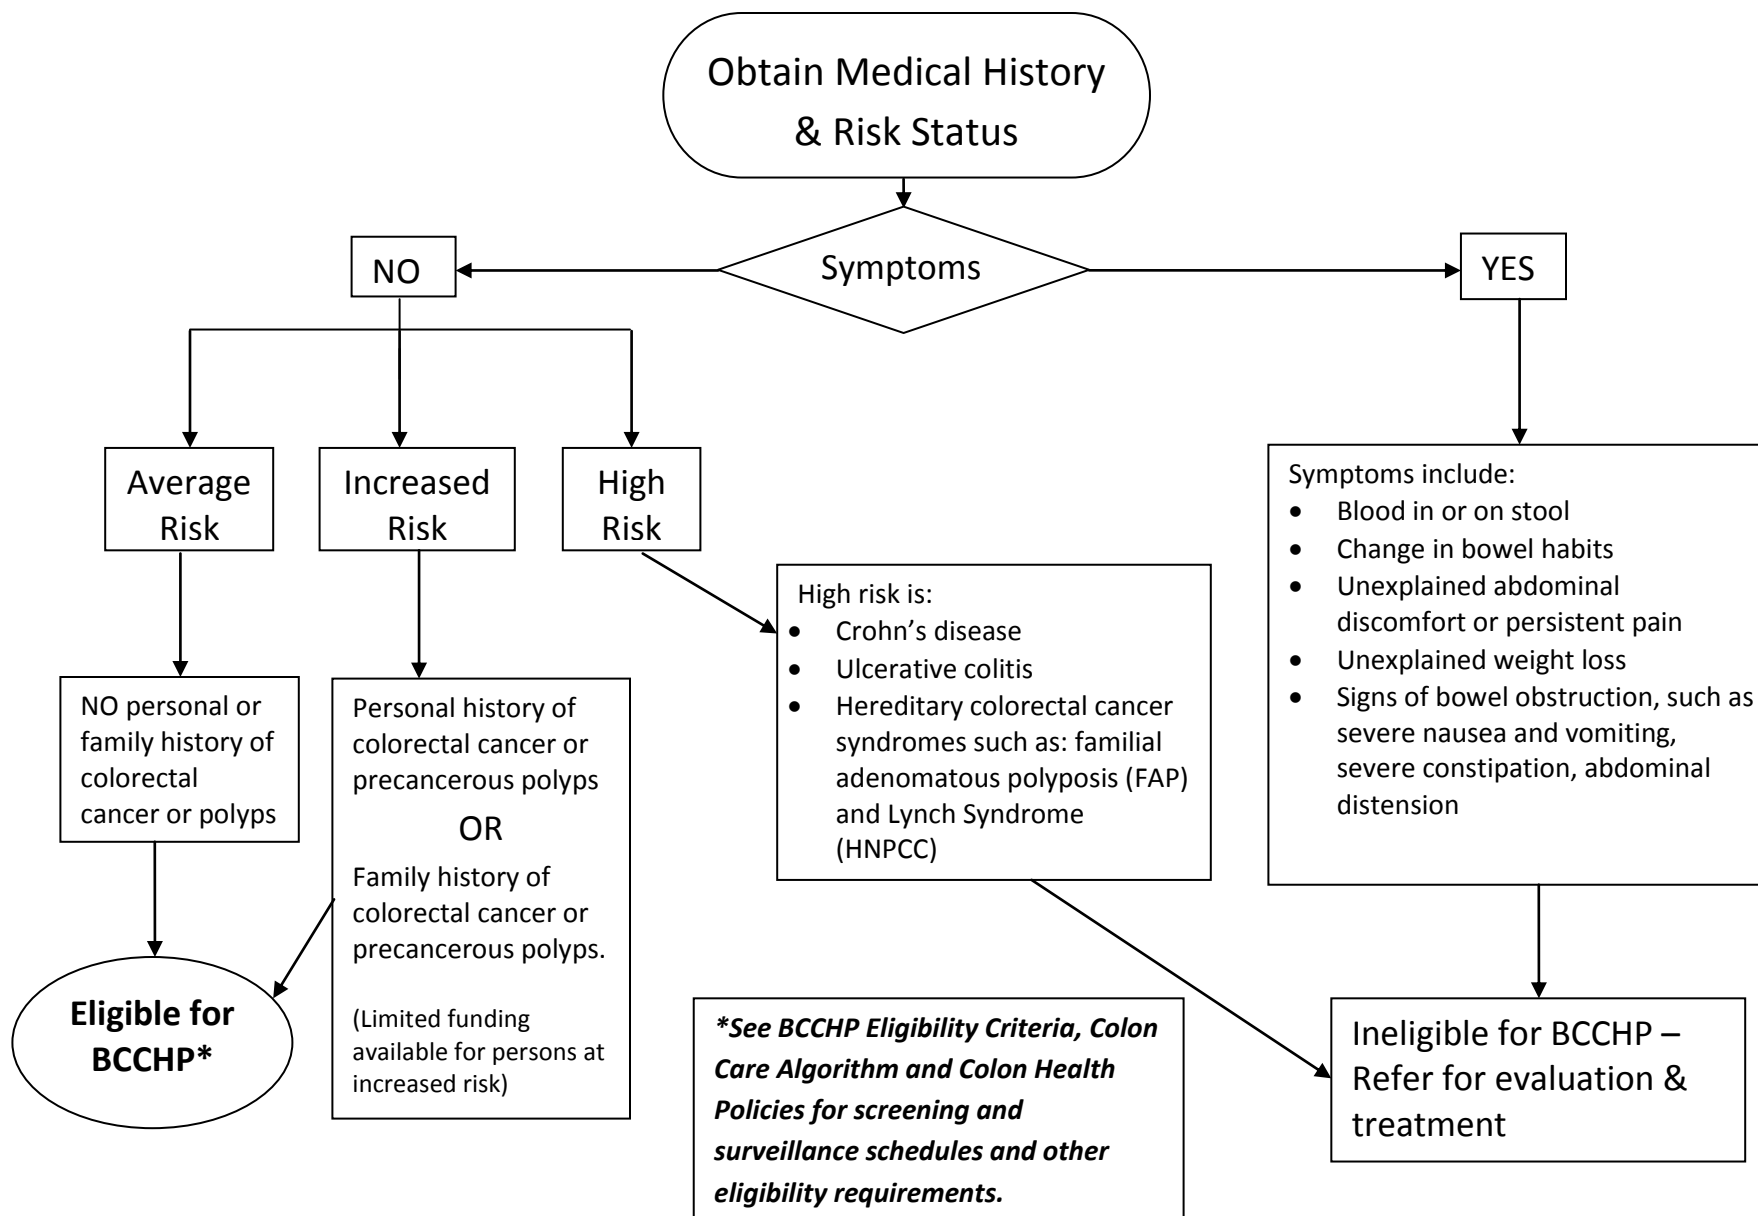 Obtain Medical History
& Risk Status
Symptoms
NO
YES
Average
Risk
Increased
Risk
High
Risk
NO personal or
family history of
colorectal
cancer or polyps
Personal history of
colorectal cancer or
precancerous polyps
OR
Family history of
colorectal cancer or
precancerous polyps.
(Limited funding
available for persons at
increased risk)
High risk is:
• Crohn’s disease
• Ulcerative colitis
• Hereditary colorectal cancer
syndromes such as: familial
adenomatous polyposis (FAP)
and Lynch Syndrome
(HNPCC)
Symptoms include:
• Blood in or on stool
• Change in bowel habits
• Unexplained abdominal
discomfort or persistent pain
• Unexplained weight loss
• Signs of bowel obstruction, such as
severe nausea and vomiting,
severe constipation, abdominal
distension
Eligible for
BCCHP*
*See BCCHP Eligibility Criteria, Colon
Care Algorithm and Colon Health
Policies for screening and
surveillance schedules and other
eligibility requirements.
Ineligible for BCCHP –
Refer for evaluation &
treatment